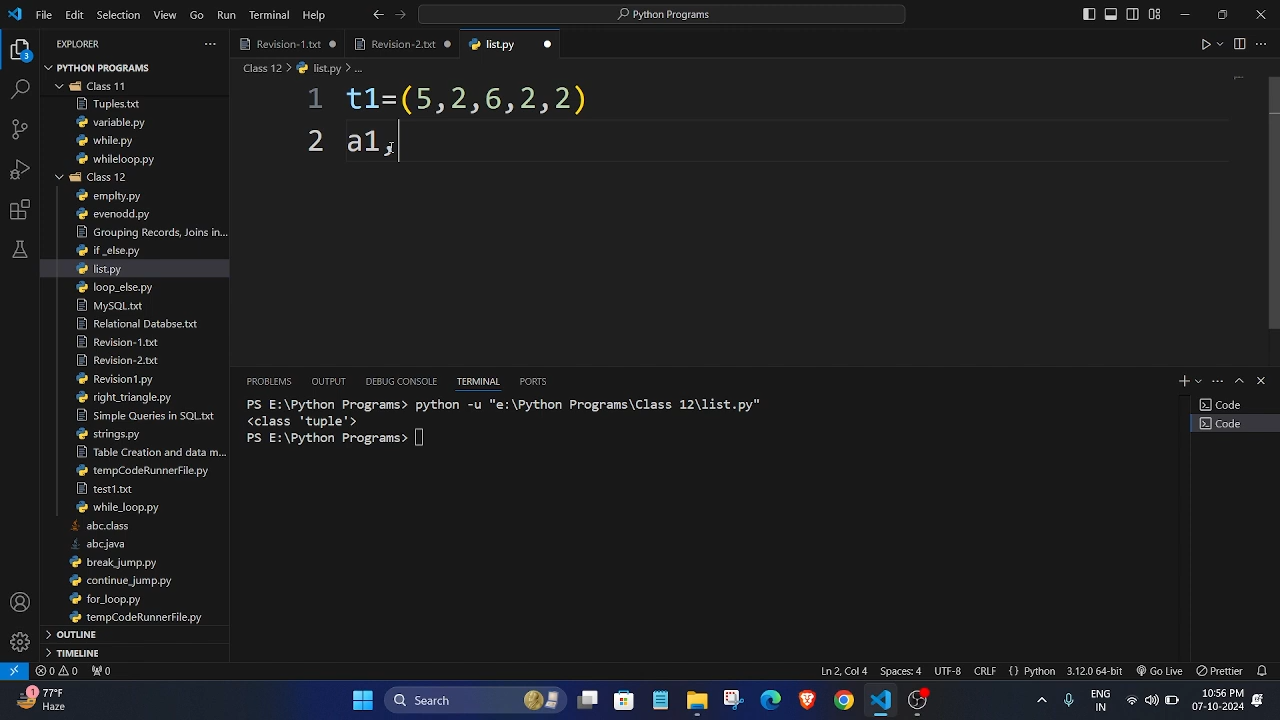 File Edit Selection View Go Run Terminal Help
Python Programs
EXPLORER
Revision-1.txt
Revision-2.txt
list.py
PYTHON PROGRAMS
Class 12 > list.py > ...
Class 11
Tuples.txt
variable.py
while.py
whileloop.py
Class 12
emplty.py
evenodd.py
Grouping Records, Joins in...
if _else.py
list.py
loop_else.py
MySQL.txt
Relational Databse.txt
Revision-1.txt
Revision-2.txt
Revision1.py
right_triangle.py
Simple Queries in SQL.txt
strings.py
Table Creation and data m...
tempCodeRunnerFile.py
test1.txt
while_loop.py
abc.class
abc.java
break_jump.py
continue_jump.py
for_loop.py
tempCodeRunnerFile.py
OUTLINE
TIMELINE
1 t1=(5,2,6,2,2)
2 a1,
PROBLEMS OUTPUT DEBUG CONSOLE TERMINAL PORTS
PS E:\Python Programs> python -u "e:\Python Programs\Class 12\list.py"
<class 'tuple'>
PS E:\Python Programs>
Code
Code
3
0 0 0 Ln 2, Col 4 Spaces: 4 UTF-8 CRLF {} Python 3.12.0 64-bit Go Live Prettier
1
77°F
Haze
Search
ENG
IN
10:56 PM
07-10-2024